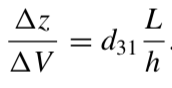 Δz/ΔV = d₃₁ L/h.